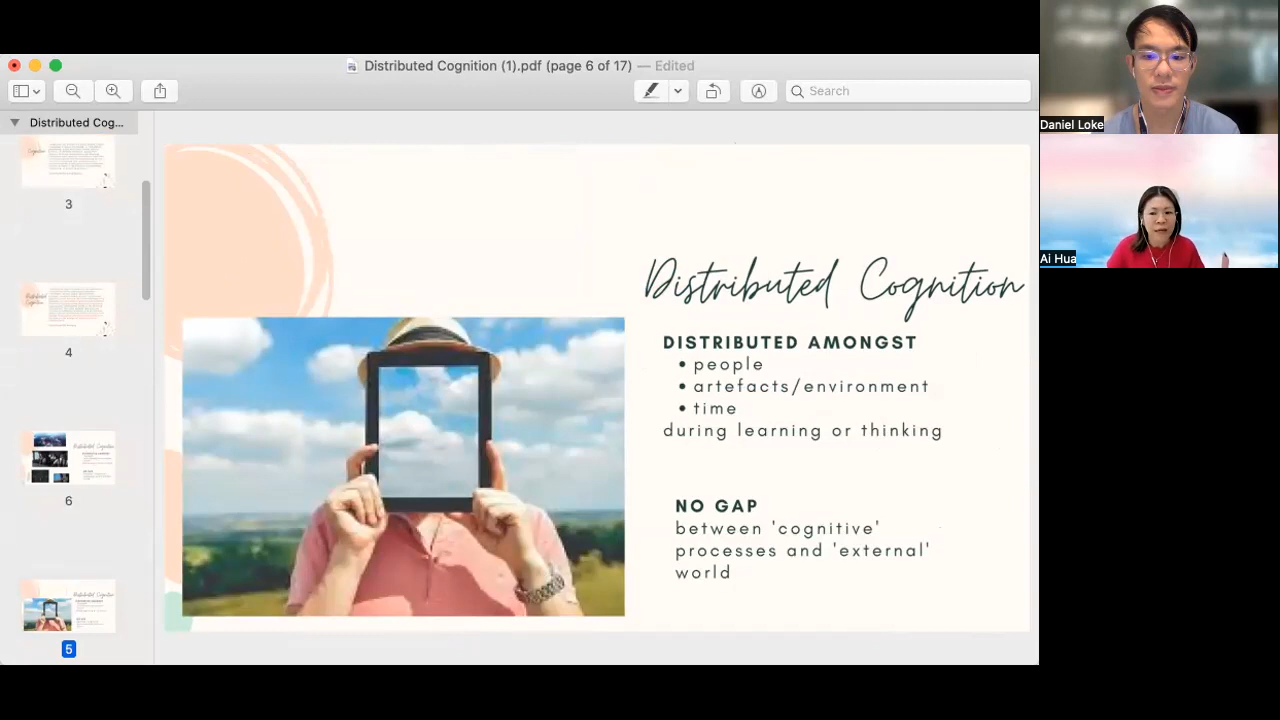 Distributed Cognition (1).pdf (page 6 of 17) — Edited
Search
Distributed Cog...
3
4
6
5
Distributed Cognition
DISTRIBUTED AMONGST
• people
• artefacts/environment
• time
during learning or thinking
NO GAP
between 'cognitive'
processes and 'external'
world
Daniel Loke
Ai Hua